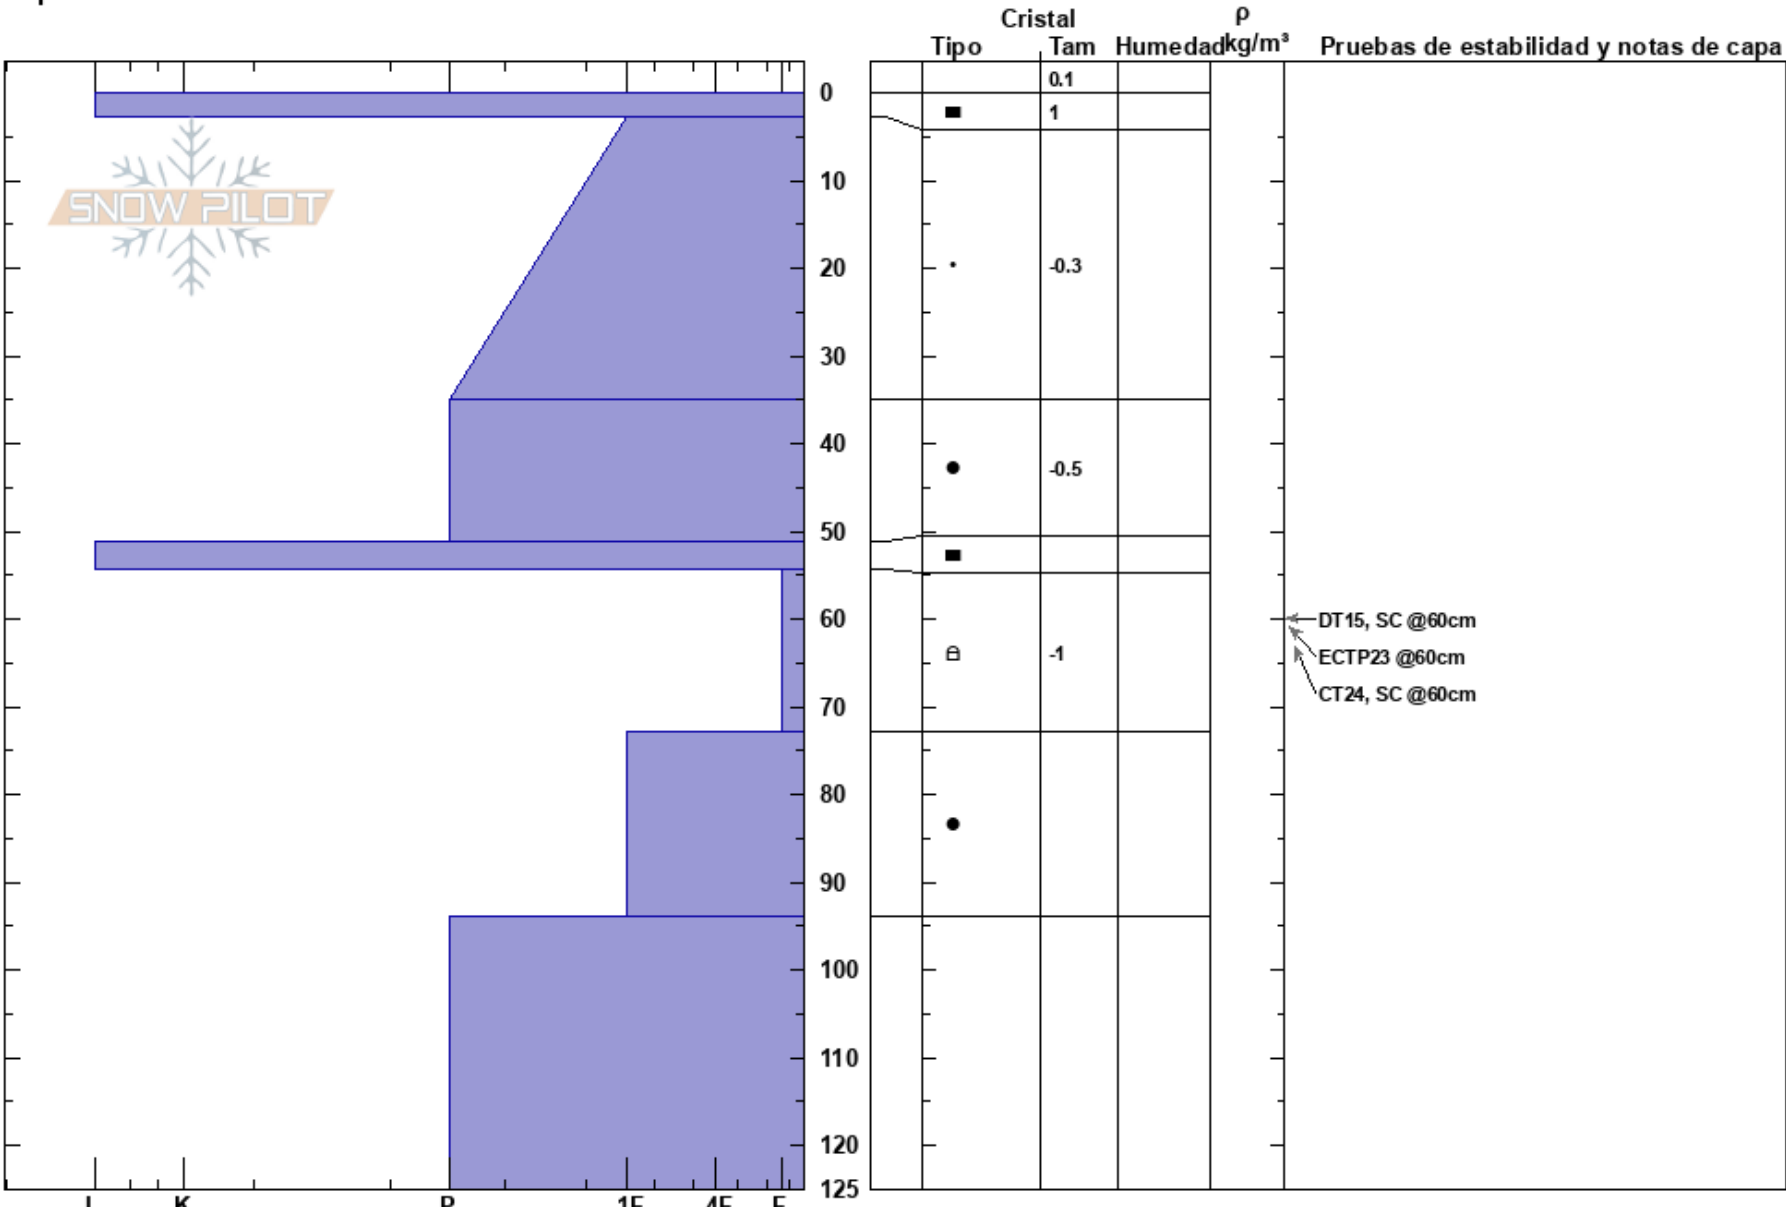 Cristal
ρ
Tipo Tam Humedad kg/m³ Pruebas de estabilidad y notas de capa
0.1
0
1
SNOW PILOT
10
20 -0.3
30
40
-0.5
50
60 DT15, SC @60cm
-1 ECTP23 @60cm
CT24, SC @60cm
70
80
90
100
110
120
125
I K P 1F 4F F